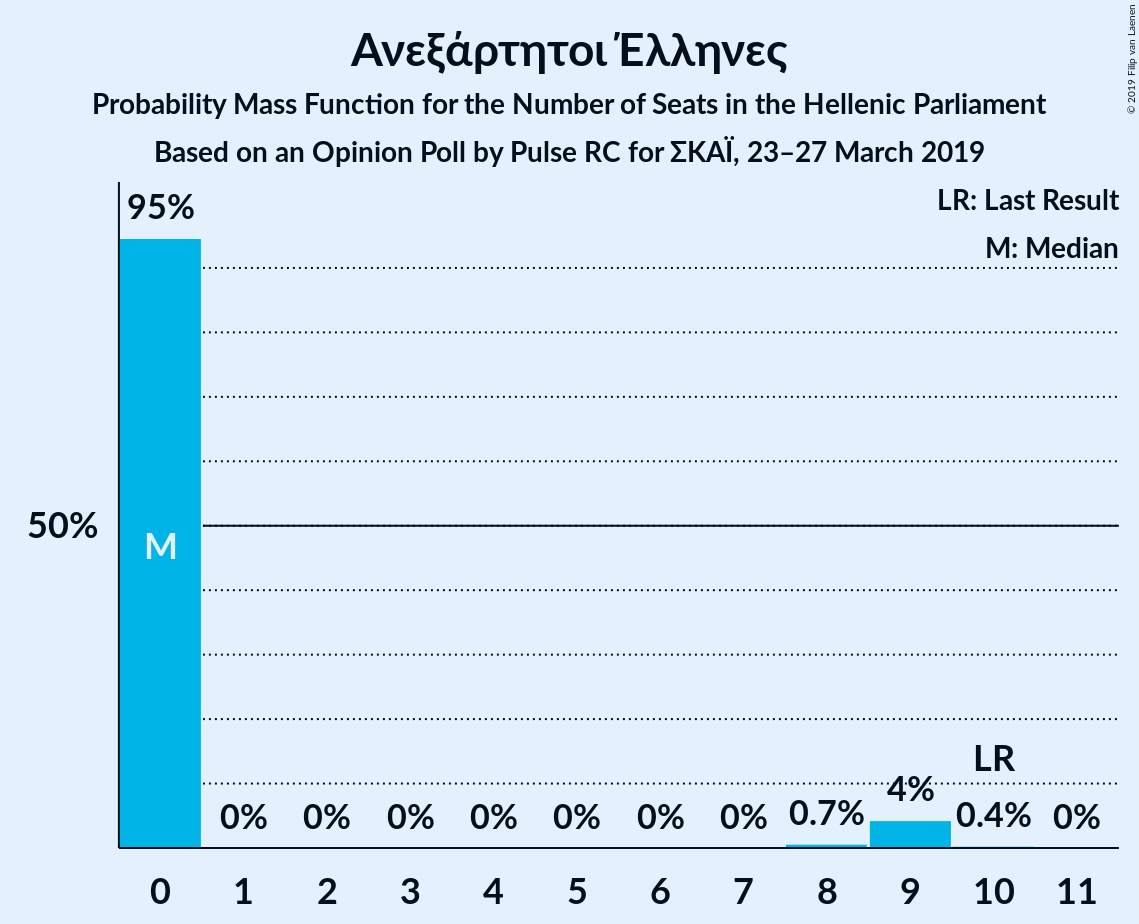 Ανεξάρτητοι Έλληνες
Probability Mass Function for the Number of Seats in the Hellenic Parliament
Based on an Opinion Poll by Pulse RC for ΣΚΑΪ, 23–27 March 2019
© 2019 Filip van Laenen
LR: Last Result
M: Median
95%
50%
M
LR
0% 0% 0% 0% 0% 0% 0% 0.7% 4% 0.4% 0%
0 1 2 3 4 5 6 7 8 9 10 11